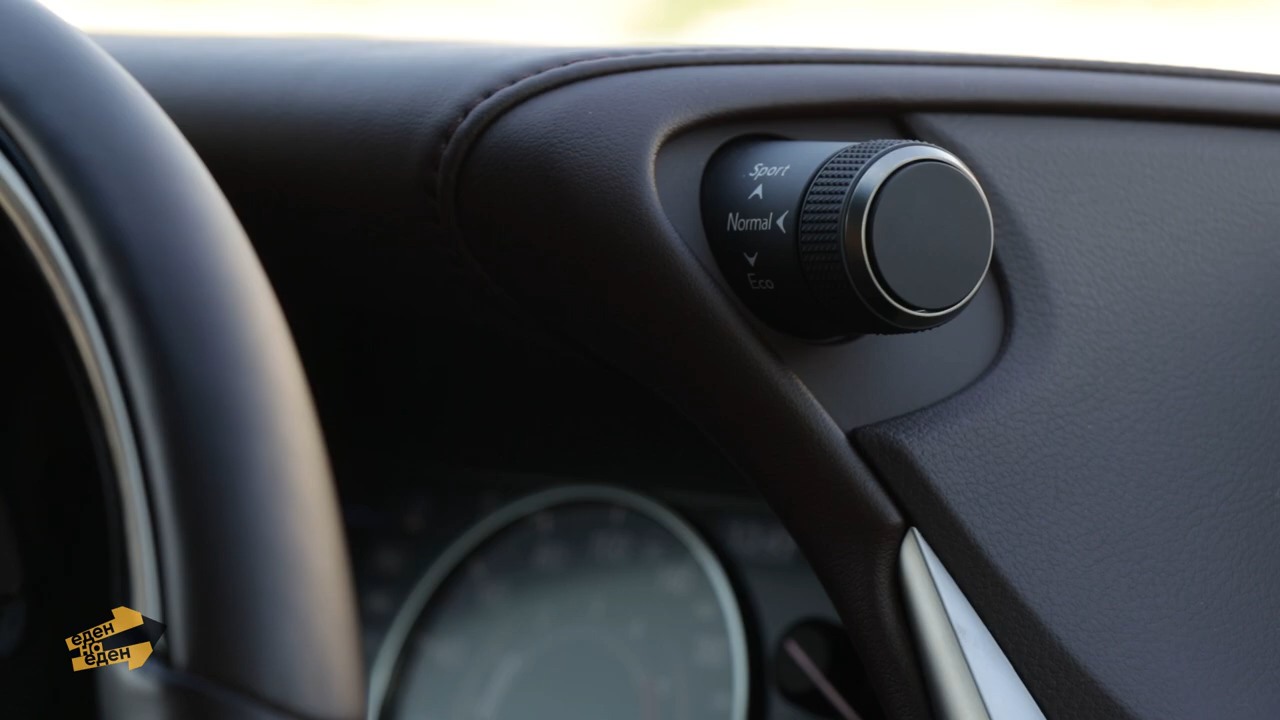 Sport
Normal
Eco
еден
на
еден